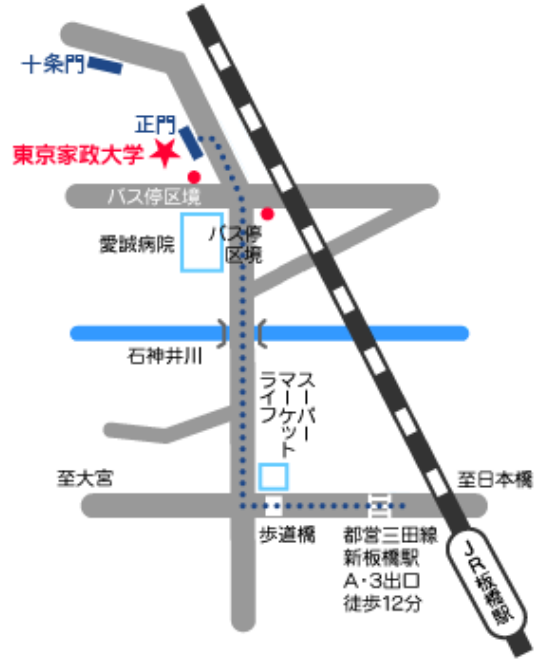 十条門
正門
東京家政大学
バス停区境
愛誠病院
バス停
区境
石神井川
スーパー
マーケット
ライフ
至大宮
至日本橋
歩道橋
都営三田線
新板橋駅
A・3出口
徒歩12分
JR板橋駅